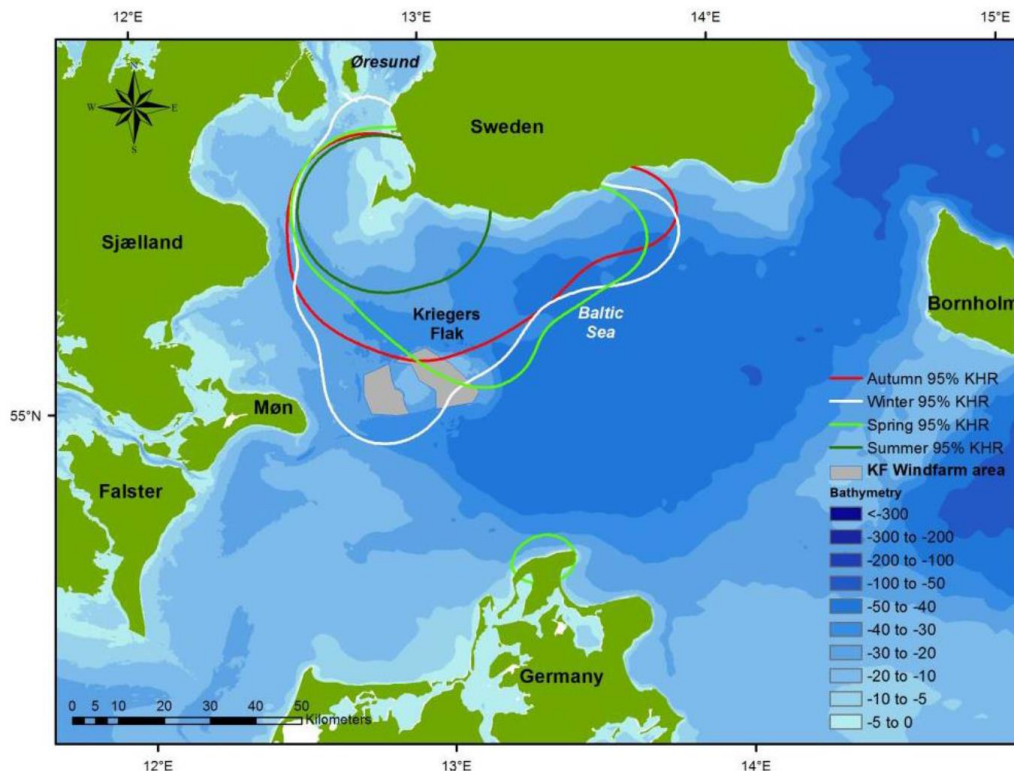 12°E
13°E
14°E
15°E
Øresund
N
W
E
S
Sweden
Sjælland
Kriegers
Flak
Baltic
Sea
Bornholm
Autumn 95% KHR
Winter 95% KHR
Spring 95% KHR
Summer 95% KHR
KF Windfarm area
Bathymetry
<-300
-300 to -200
-200 to -100
-100 to -50
-50 to -40
-40 to -30
-30 to -20
-20 to -10
-10 to -5
-5 to 0
55°N
Møn
Falster
Germany
0 5 10 20 30 40 50
Kilometers
12°E
13°E
14°E